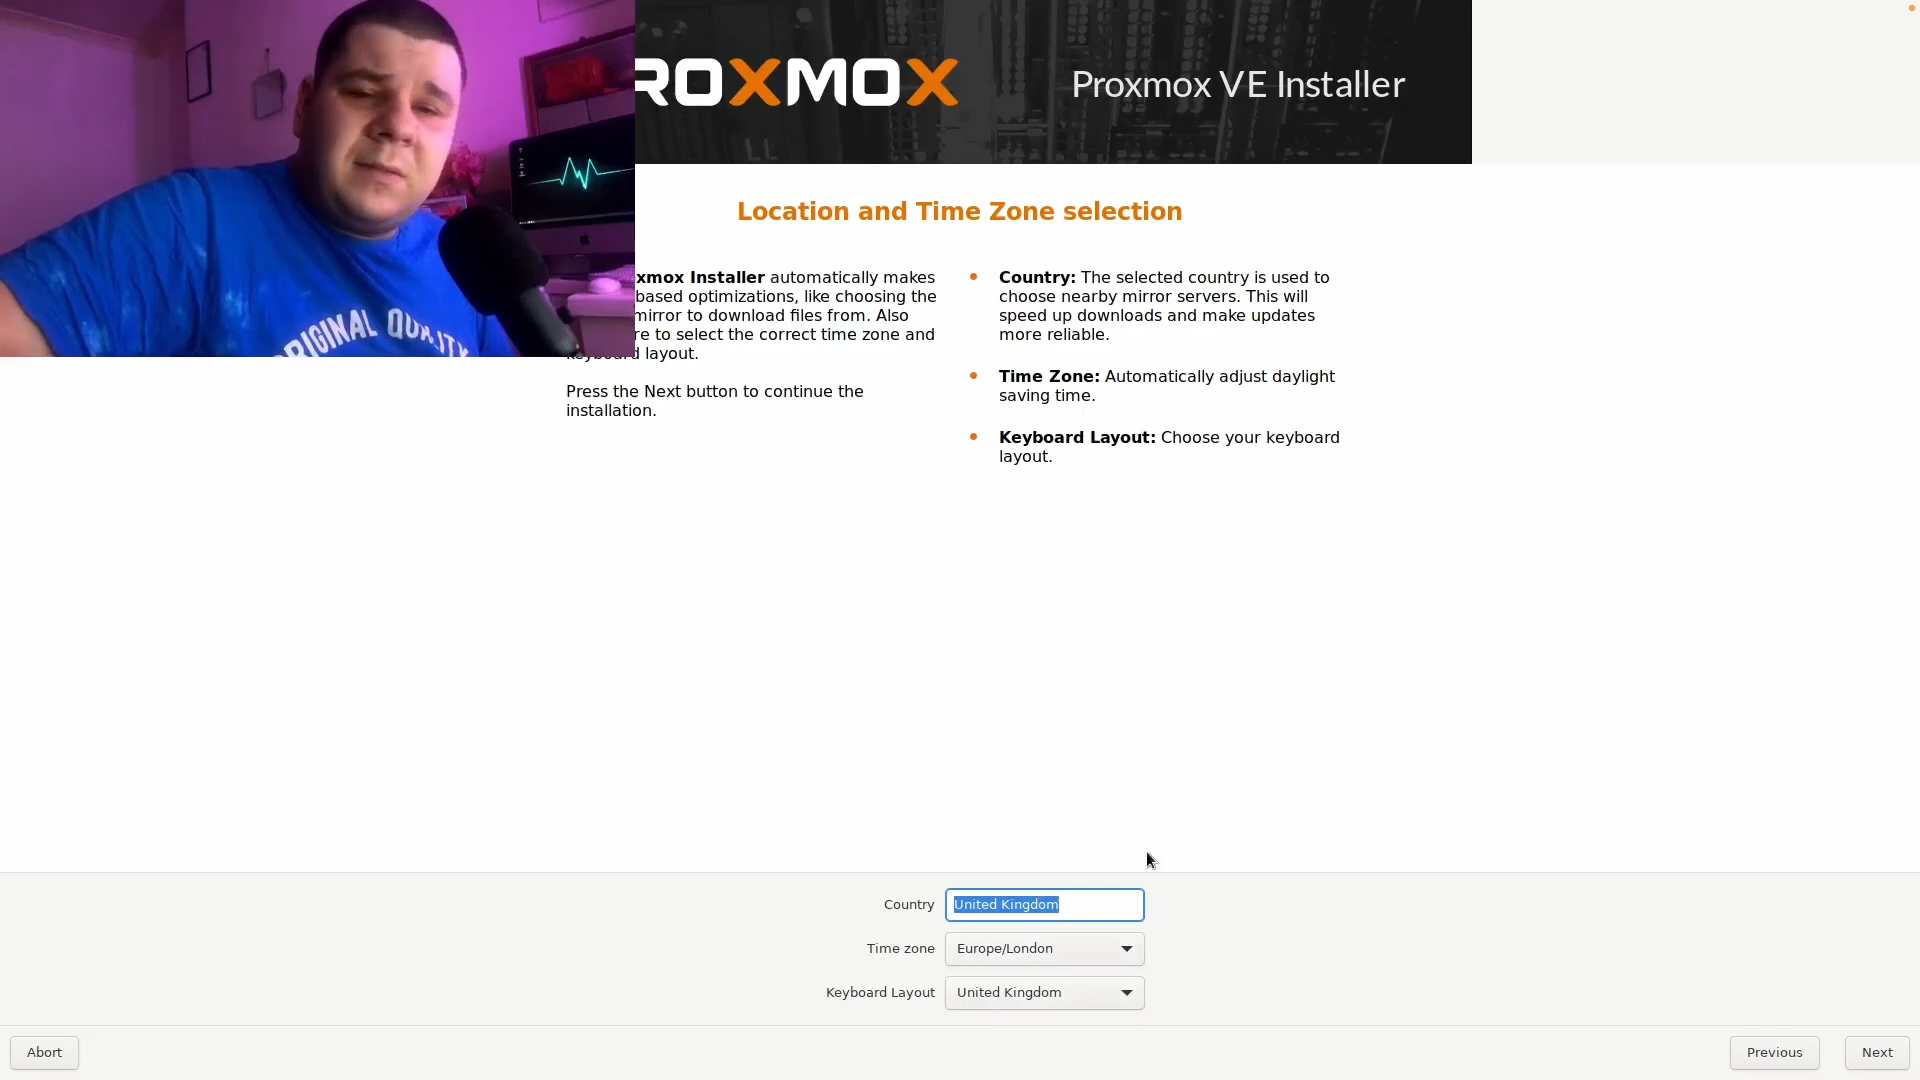 ROXMOX
Proxmox VE Installer
ORIGINAL QUALITY
Location and Time Zone selection
xmox Installer automatically makes
based optimizations, like choosing the
mirror to download files from. Also
re to select the correct time zone and
keyboard layout.
Press the Next button to continue the
installation.
Country: The selected country is used to
choose nearby mirror servers. This will
speed up downloads and make updates
more reliable.
Time Zone: Automatically adjust daylight
saving time.
Keyboard Layout: Choose your keyboard
layout.
Country United Kingdom
Time zone Europe/London
Keyboard Layout United Kingdom
Abort Previous Next